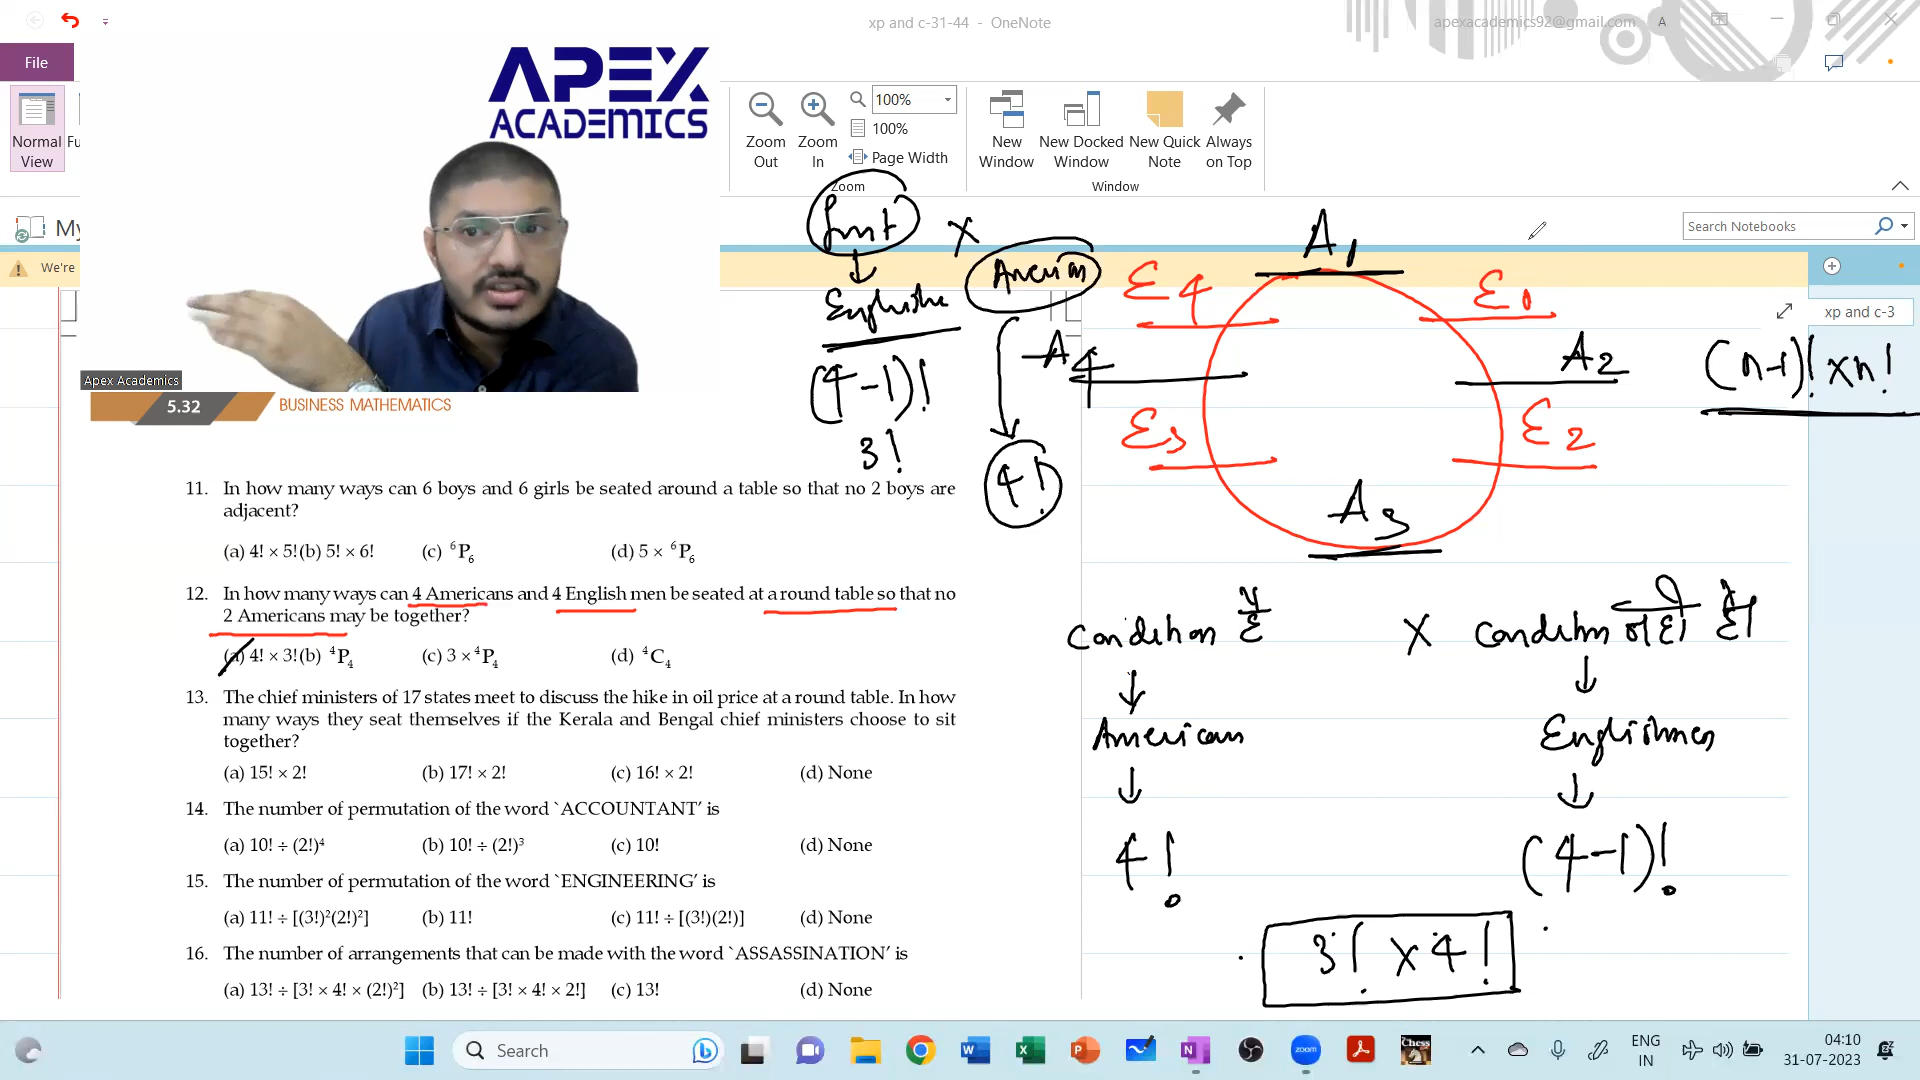 xp and c-31-44 - OneNote
apexacademics92@gmail.com A
File
APEX
ACADEMICS
Normal
View
Fu
Zoom
Out
Zoom
In
100%
100%
Page Width
Zoom
New
Window
New Docked
Window
New Quick
Note
Always
on Top
Window
My
Search Notebooks
We're
xp and c-3
Apex Academics
5.32 BUSINESS MATHEMATICS
11. In how many ways can 6 boys and 6 girls be seated around a table so that no 2 boys are
adjacent?
(a) 4! × 5! (b) 5! × 6! (c) ⁶P₆ (d) 5 × ⁶P₆
12. In how many ways can 4 Americans and 4 English men be seated at a round table so that no
2 Americans may be together?
(a) 4! × 3! (b) ⁴P₄ (c) 3 × ⁴P₄ (d) ⁴C₄
13. The chief ministers of 17 states meet to discuss the hike in oil price at a round table. In how
many ways they seat themselves if the Kerala and Bengal chief ministers choose to sit
together?
(a) 15! × 2! (b) 17! × 2! (c) 16! × 2! (d) None
14. The number of permutation of the word `ACCOUNTANT' is
(a) 10! ÷ (2!)⁴ (b) 10! ÷ (2!)³ (c) 10! (d) None
15. The number of permutation of the word `ENGINEERING' is
(a) 11! ÷ [(3!)²(2!)²] (b) 11! (c) 11! ÷ [(3!)(2!)] (d) None
16. The number of arrangements that can be made with the word `ASSASSINATION' is
(a) 13! ÷ [3! × 4! × (2!)²] (b) 13! ÷ [3! × 4! × 2!] (c) 13! (d) None
X
(4-1)!
3!
4!
A1
E4
E1
A4
A2
E3
E2
A3
(n-1)! x n!
Condition
X
Condition
American
Englishmen
4!
(4-1)!
3! x 4!
Search
Chess
zoom
ENG
IN
04:10
31-07-2023